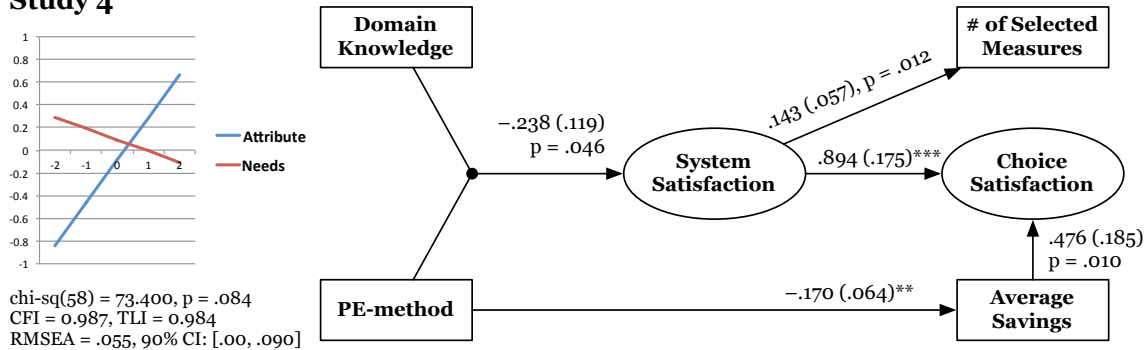 Study 4
1
0.8
0.6
0.4
0.2
0
-0.2
-0.4
-0.6
-0.8
-1
-2 -1 0 1 2
Attribute
Needs
chi-sq(58) = 73.400, p = .084
CFI = 0.987, TLI = 0.984
RMSEA = .055, 90% CI: [.00, .090]
Domain
Knowledge
PE-method
−.238 (.119)
p = .046
System
Satisfaction
.143 (.057), p = .012
# of Selected
Measures
.894 (.175)***
Choice
Satisfaction
.476 (.185)
p = .010
−.170 (.064)**
Average
Savings